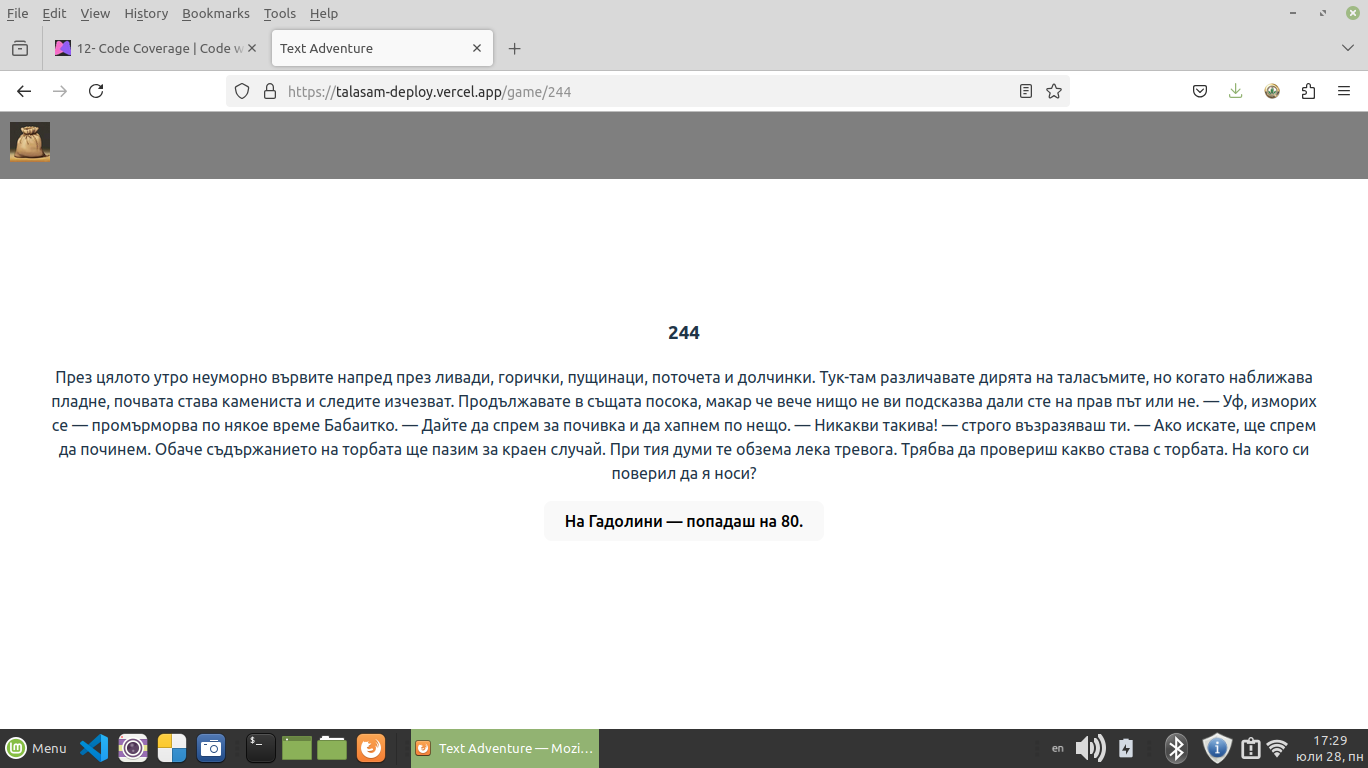 File Edit View History Bookmarks Tools Help
12- Code Coverage | Code w
Text Adventure
https://talasam-deploy.vercel.app/game/244
244
През цялото утро неуморно вървите напред през ливади, горички, пущинаци, поточета и долчинки. Тук-там различавате дирята на таласъмите, но когато наближава
пладне, почвата става камениста и следите изчезват. Продължавате в същата посока, макар че вече нищо не ви подсказва дали сте на прав път или не. — Уф, изморих
се — промърморва по някое време Бабаитко. — Дайте да спрем за почивка и да хапнем по нещо. — Никакви такива! — строго възразяваш ти. — Ако искате, ще спрем
да починем. Обаче съдържанието на торбата ще пазим за краен случай. При тия думи те обзема лека тревога. Трябва да провериш какво става с торбата. На кого си
поверил да я носи?
На Гадолини — попадаш на 80.
Menu
$_
Text Adventure — Mozi...
en
17:29
юли 28, пн